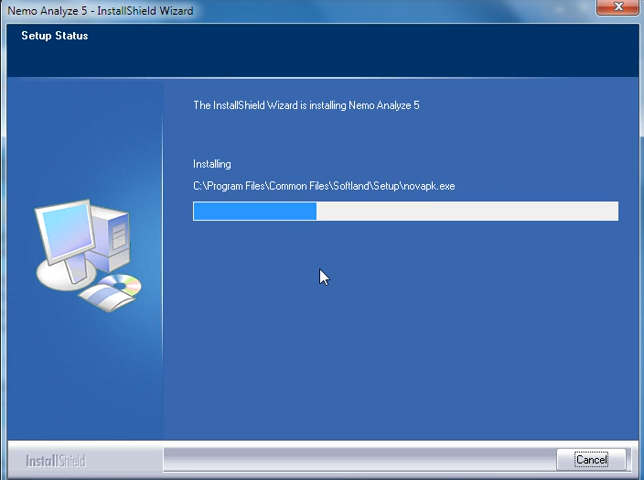 Nemo Analyze 5 - InstallShield Wizard
Setup Status
The InstallShield Wizard is installing Nemo Analyze 5
Installing
C:\Program Files\Common Files\Softland\Setup\novapk.exe
InstallShield
Cancel